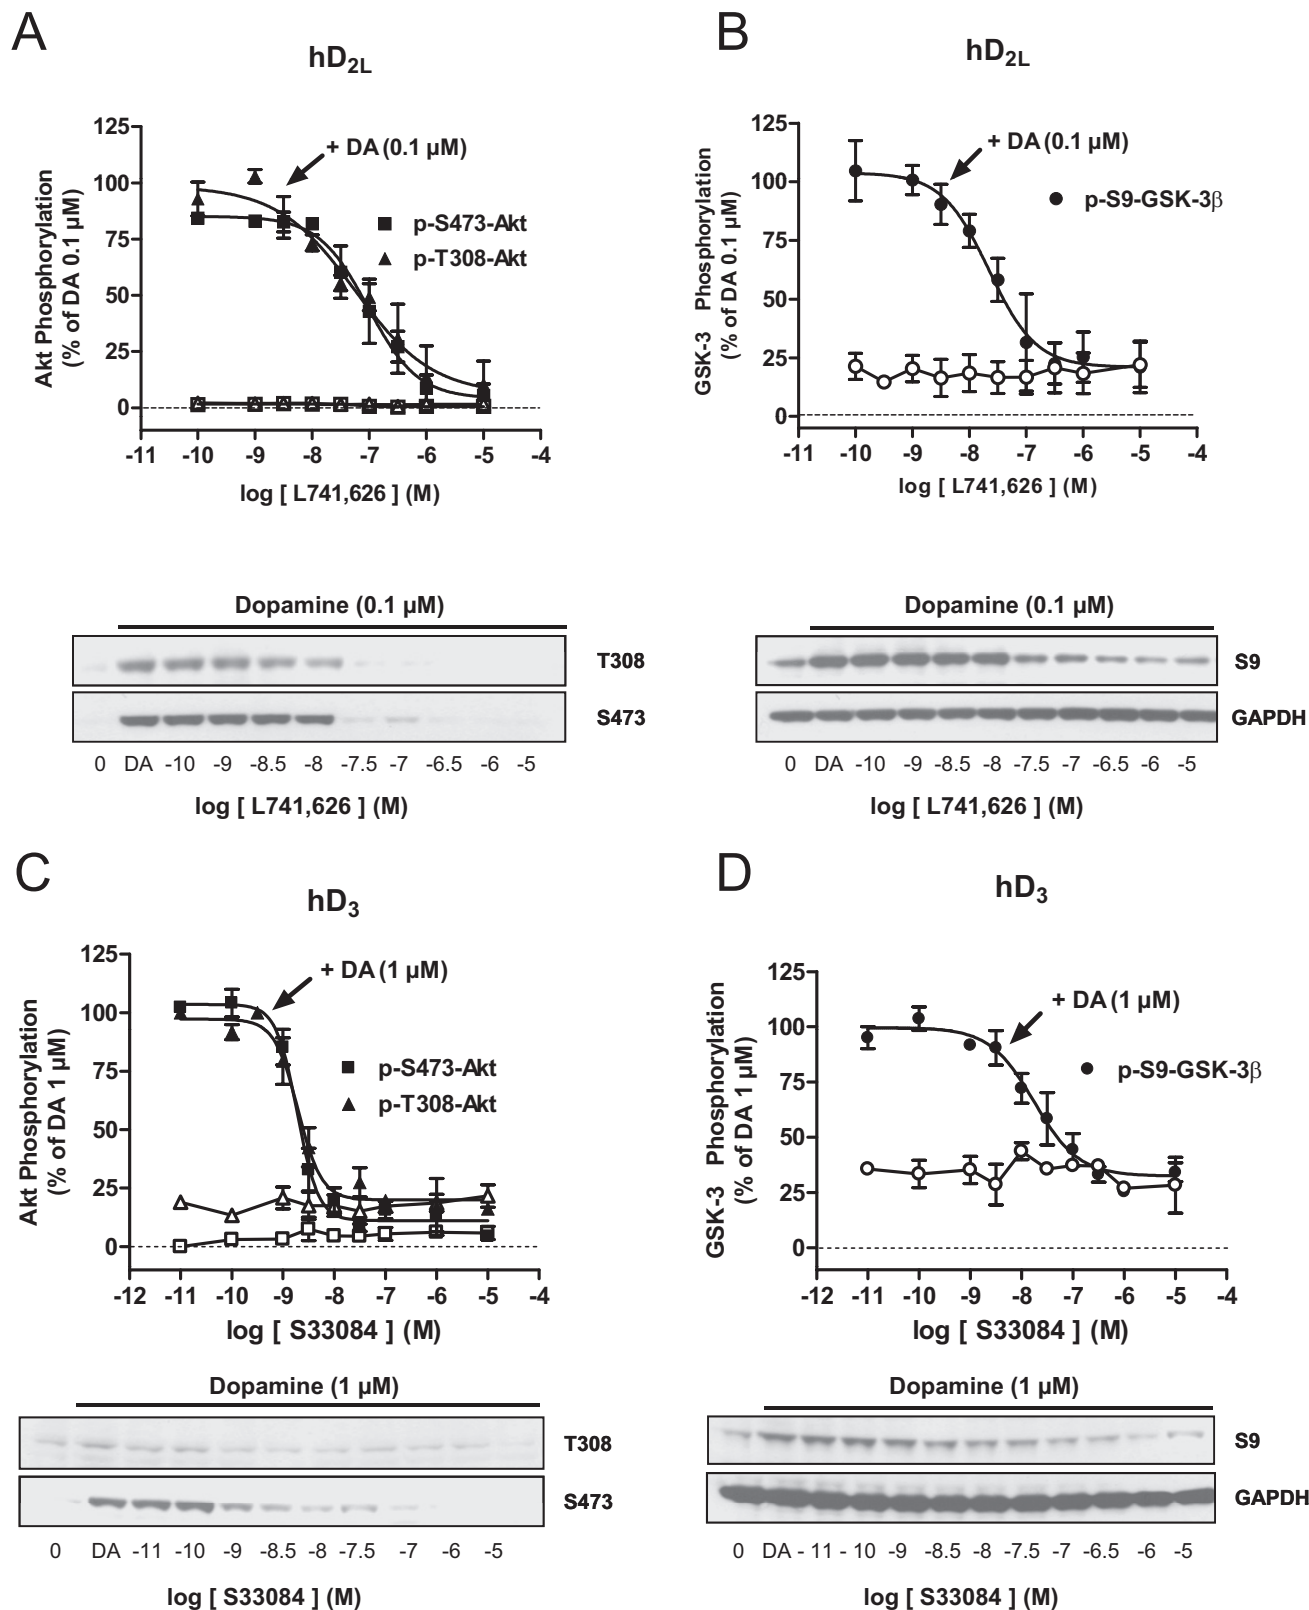 A
hD2L
125
100
75
50
25
0
Akt Phosphorylation
(% of DA 0.1 µM)
+ DA (0.1 µM)
p-S473-Akt
p-T308-Akt
-11 -10 -9 -8 -7 -6 -5 -4
log [ L741,626 ] (M)
Dopamine (0.1 µM)
T308
S473
0 DA -10 -9 -8.5 -8 -7.5 -7 -6.5 -6 -5
log [ L741,626 ] (M)
B
hD2L
125
100
75
50
25
0
GSK-3 Phosphorylation
(% of DA 0.1 µM)
+ DA (0.1 µM)
p-S9-GSK-3β
-11 -10 -9 -8 -7 -6 -5 -4
log [ L741,626 ] (M)
Dopamine (0.1 µM)
S9
GAPDH
0 DA -10 -9 -8.5 -8 -7.5 -7 -6.5 -6 -5
log [ L741,626 ] (M)
C
hD3
125
100
75
50
25
0
Akt Phosphorylation
(% of DA 1 µM)
+ DA (1 µM)
p-S473-Akt
p-T308-Akt
-12 -11 -10 -9 -8 -7 -6 -5 -4
log [ S33084 ] (M)
Dopamine (1 µM)
T308
S473
0 DA -11 -10 -9 -8.5 -8 -7.5 -7 -6 -5
log [ S33084 ] (M)
D
hD3
125
100
75
50
25
0
GSK-3 Phosphorylation
(% of DA 1 µM)
+ DA (1 µM)
p-S9-GSK-3β
-12 -11 -10 -9 -8 -7 -6 -5 -4
log [ S33084 ] (M)
Dopamine (1 µM)
S9
GAPDH
0 DA - 11 - 10 -9 -8.5 -8 -7.5 -7 -6.5 -6 -5
log [ S33084 ] (M)